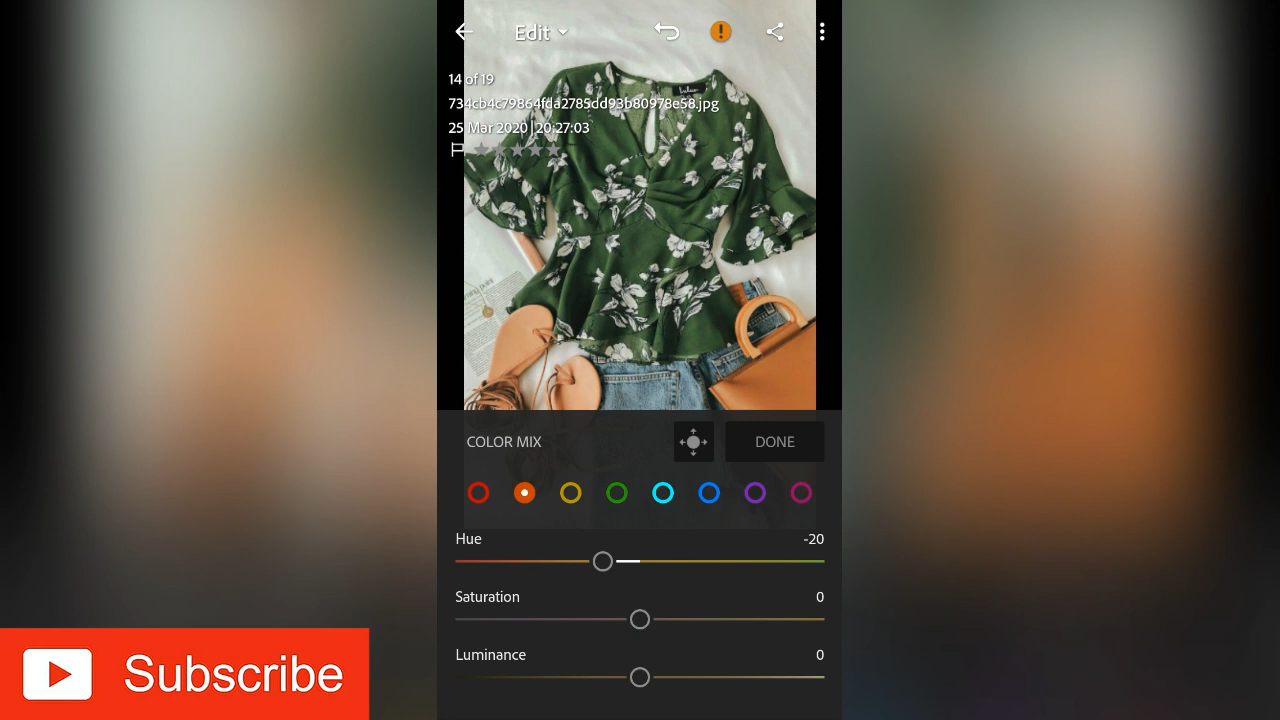 Edit
14 of 19
734cb4c79864fda2785dd93b80978e58.jpg
25 Mar 2020 | 20:27:03
COLOR MIX
DONE
Hue
-20
Saturation
0
Luminance
0
Subscribe